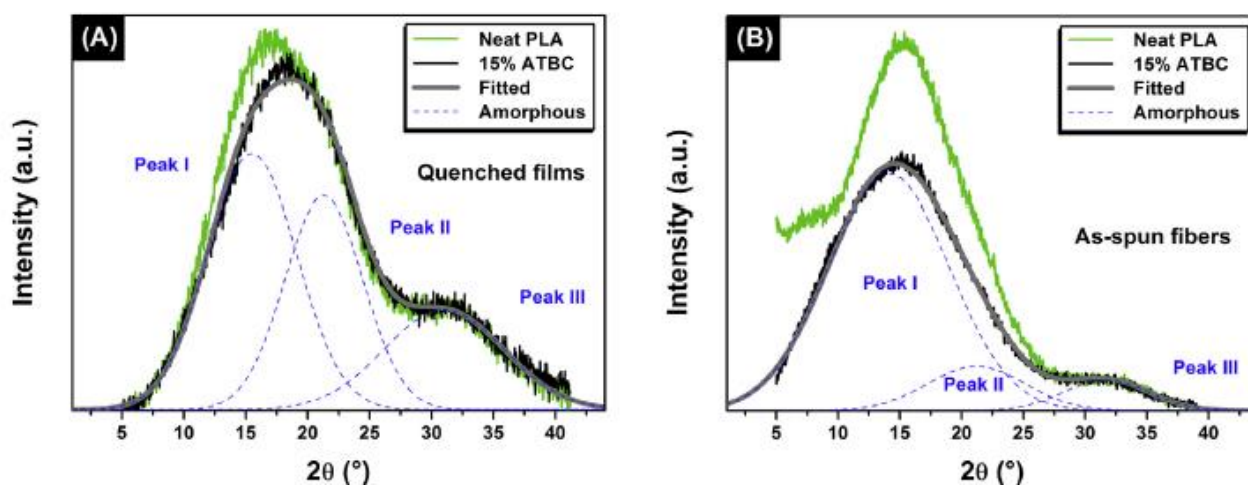 (A)
Neat PLA
15% ATBC
Fitted
Amorphous
Peak I
Quenched films
Peak II
Peak III
Intensity (a.u.)
5 10 15 20 25 30 35 40
2θ (°)
(B)
Neat PLA
15% ATBC
Fitted
Amorphous
As-spun fibers
Peak I
Peak II
Peak III
Intensity (a.u.)
5 10 15 20 25 30 35 40
2θ (°)